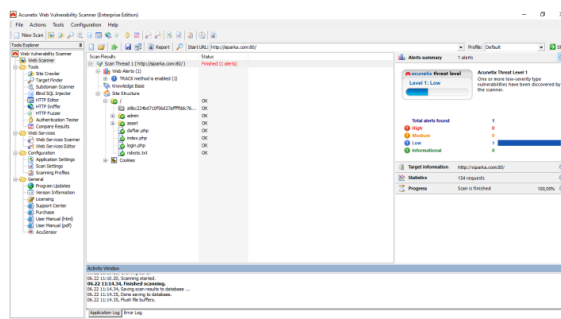 Acunetix Web Vulnerability Scanner (Enterprise Edition)
File Actions Tools Configuration Help
New Scan
Report
Start URL: http://siparka.com:80/
Profile: Default
Tools Explorer
Web Vulnerability Scanner
Web Scanner
Tools
Site Crawler
Target Finder
Subdomain Scanner
Blind SQL Injector
HTTP Editor
HTTP Sniffer
HTTP Fuzzer
Authentication Tester
Compare Results
Web Services
Web Services Scanner
Web Services Editor
Configuration
Application Settings
Scan Settings
Scanning Profiles
General
Program Updates
Version Information
Licensing
Support Center
Purchase
User Manual (html)
User Manual (pdf)
AcuSensor
Scan Results Status
Scan Thread 1 (http://siparka.com:80/) Finished (1 alerts)
Web Alerts (1)
TRACK method is enabled (1)
Knowledge Base
Site Structure
/ OK
OK
admin OK
assert OK
daftar.php OK
index.php OK
login.php OK
robots.txt OK
Cookies
Alerts summary 1 alerts
acunetix threat level
Level 1: Low
Acunetix Threat Level 1
One or more low-severity type
vulnerabilities have been discovered by
the scanner.
Total alerts found 1
High 0
Medium 0
Low 1
Informational 0
Target information http://siparka.com:80/
Statistics 154 requests
Progress Scan is finished 100,00%
Activity Window
06.22 11:10.20, Scanning started.
06.22 13:14.34, Finished scanning.
06.22 13:14.34, Saving scan results to database ...
06.22 13:14.35, Done saving to database.
06.22 13:14.35, Flush file buffers.
Application Log Error Log